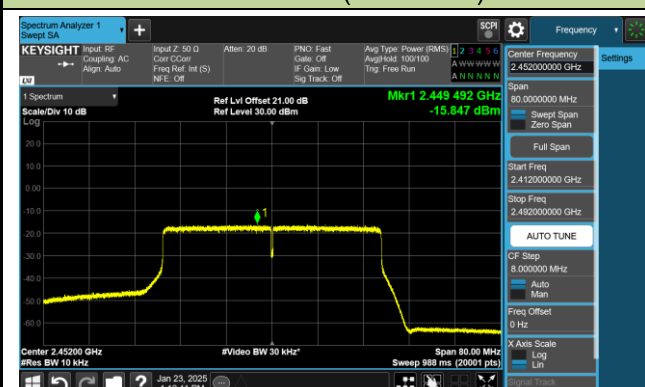 Spectrum Analyzer 1
Swept SA
SCPI
Frequency
KEYSIGHT
Input: RF
Coupling: AC
Align: Auto
Input Z: 50 Ω
Corr CCorr
Freq Ref: Int (S)
NFE: Off
Atten: 20 dB
PNO: Fast
Gate: Off
IF Gain: Low
Sig Track: Off
Avg Type: Power (RMS)
Avg|Hold: 100/100
Trig: Free Run
1 2 3 4 5 6
A W W W W W
A N N N N N
LXI
1 Spectrum
Scale/Div 10 dB
Log
Ref Lvl Offset 21.00 dB
Ref Level 30.00 dBm
Mkr1 2.449 492 GHz
-15.847 dBm
20.0
10.0
0.00
-10.0
-20.0
-30.0
-40.0
-50.0
-60.0
1
Center 2.45200 GHz
#Res BW 10 kHz
#Video BW 30 kHz*
Span 80.00 MHz
Sweep 988 ms (20001 pts)
Jan 23, 2025
Center Frequency
2.452000000 GHz
Span
80.0000000 MHz
Swept Span
Zero Span
Full Span
Start Freq
2.412000000 GHz
Stop Freq
2.492000000 GHz
AUTO TUNE
CF Step
8.000000 MHz
Auto
Man
Freq Offset
0 Hz
X Axis Scale
Log
Lin
Signal Track
Settings